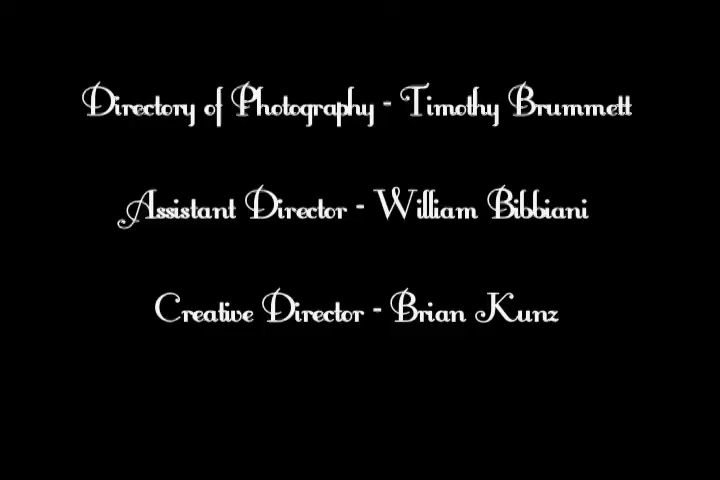 Directory of Photography - Timothy Brummett
Assistant Director - William Bibbiani
Creative Director - Brian Kunz